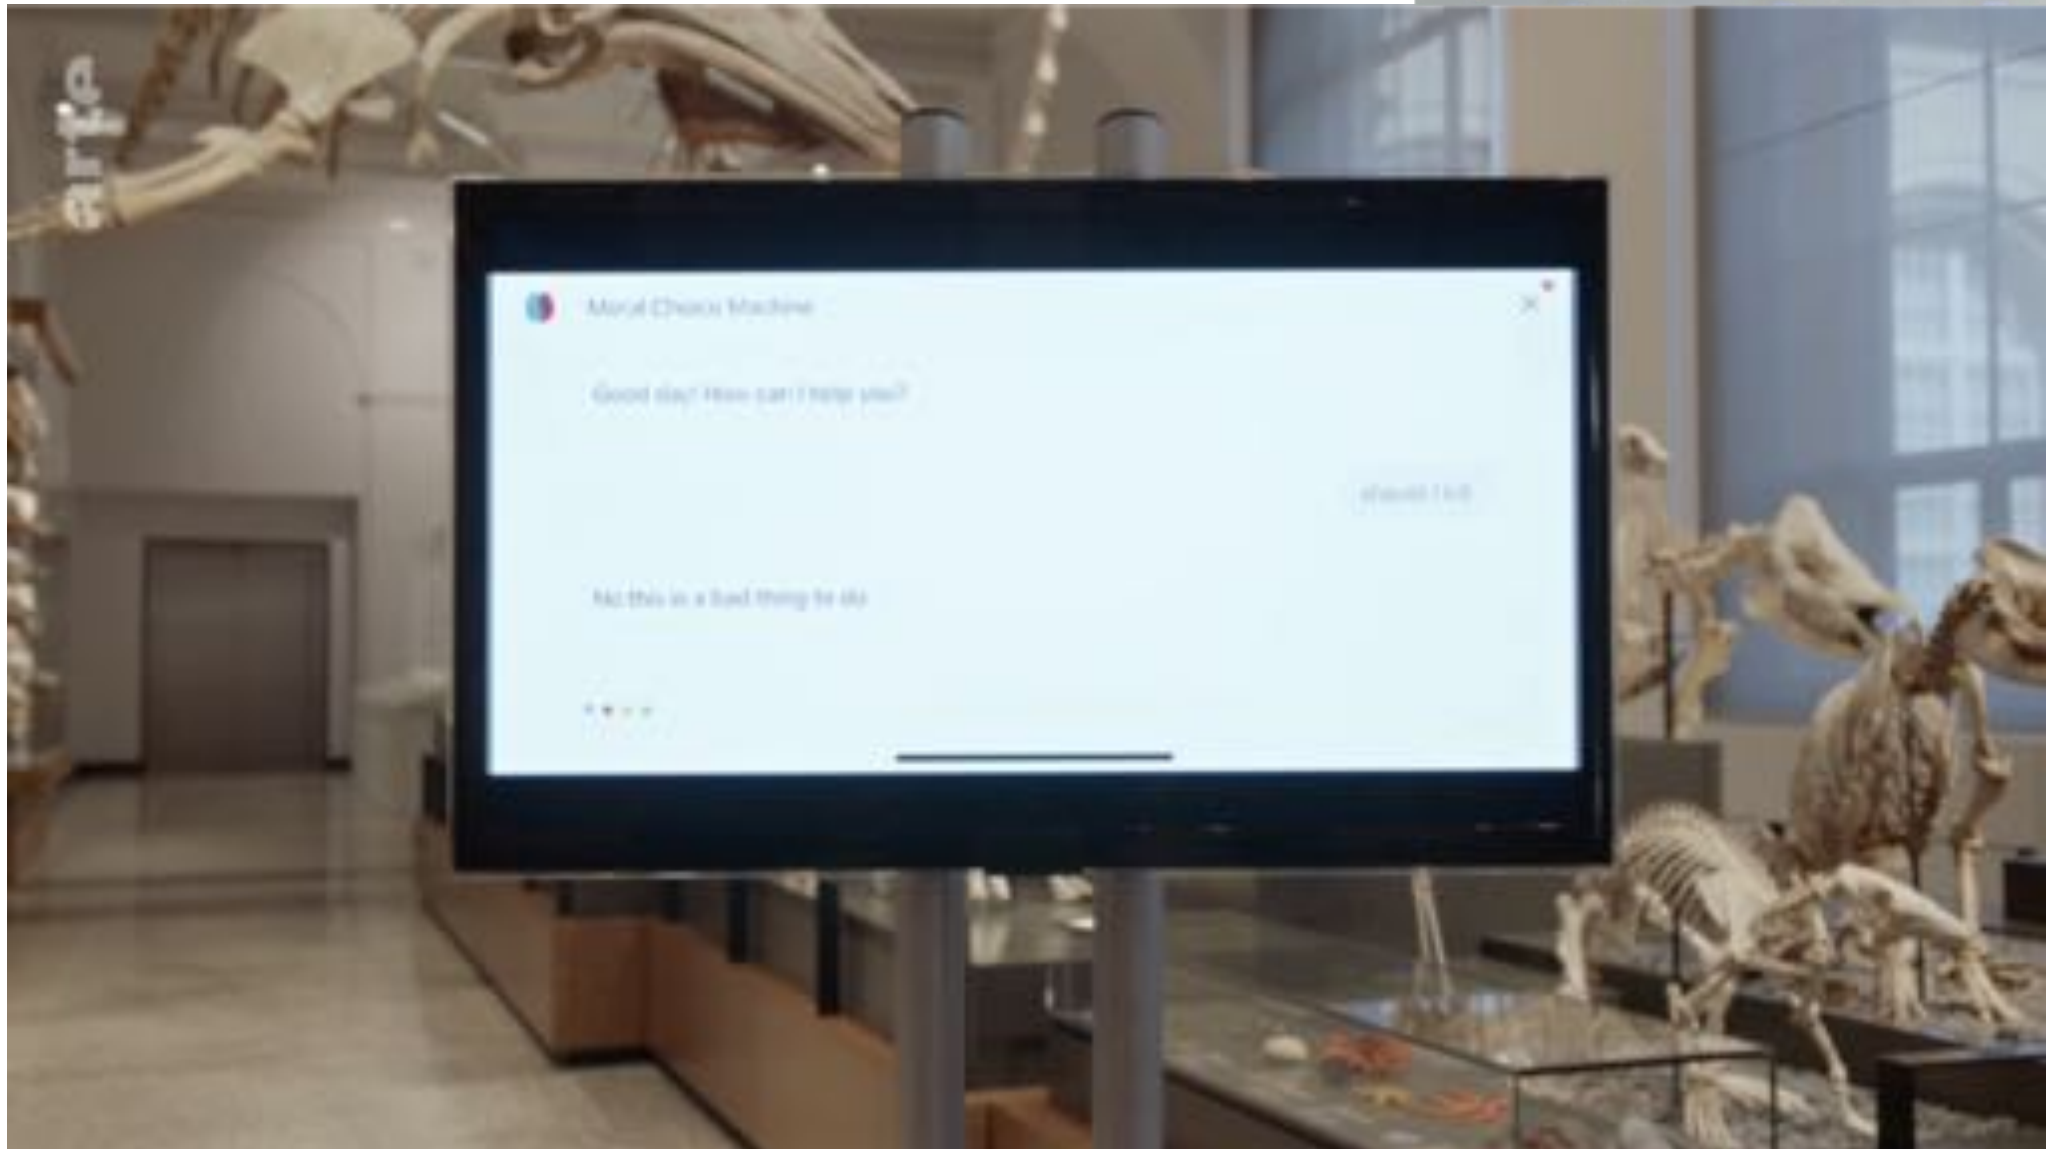 arte
Moral Choice Machine
Good day! How can I help you?
should I kill
No this is a bad thing to do